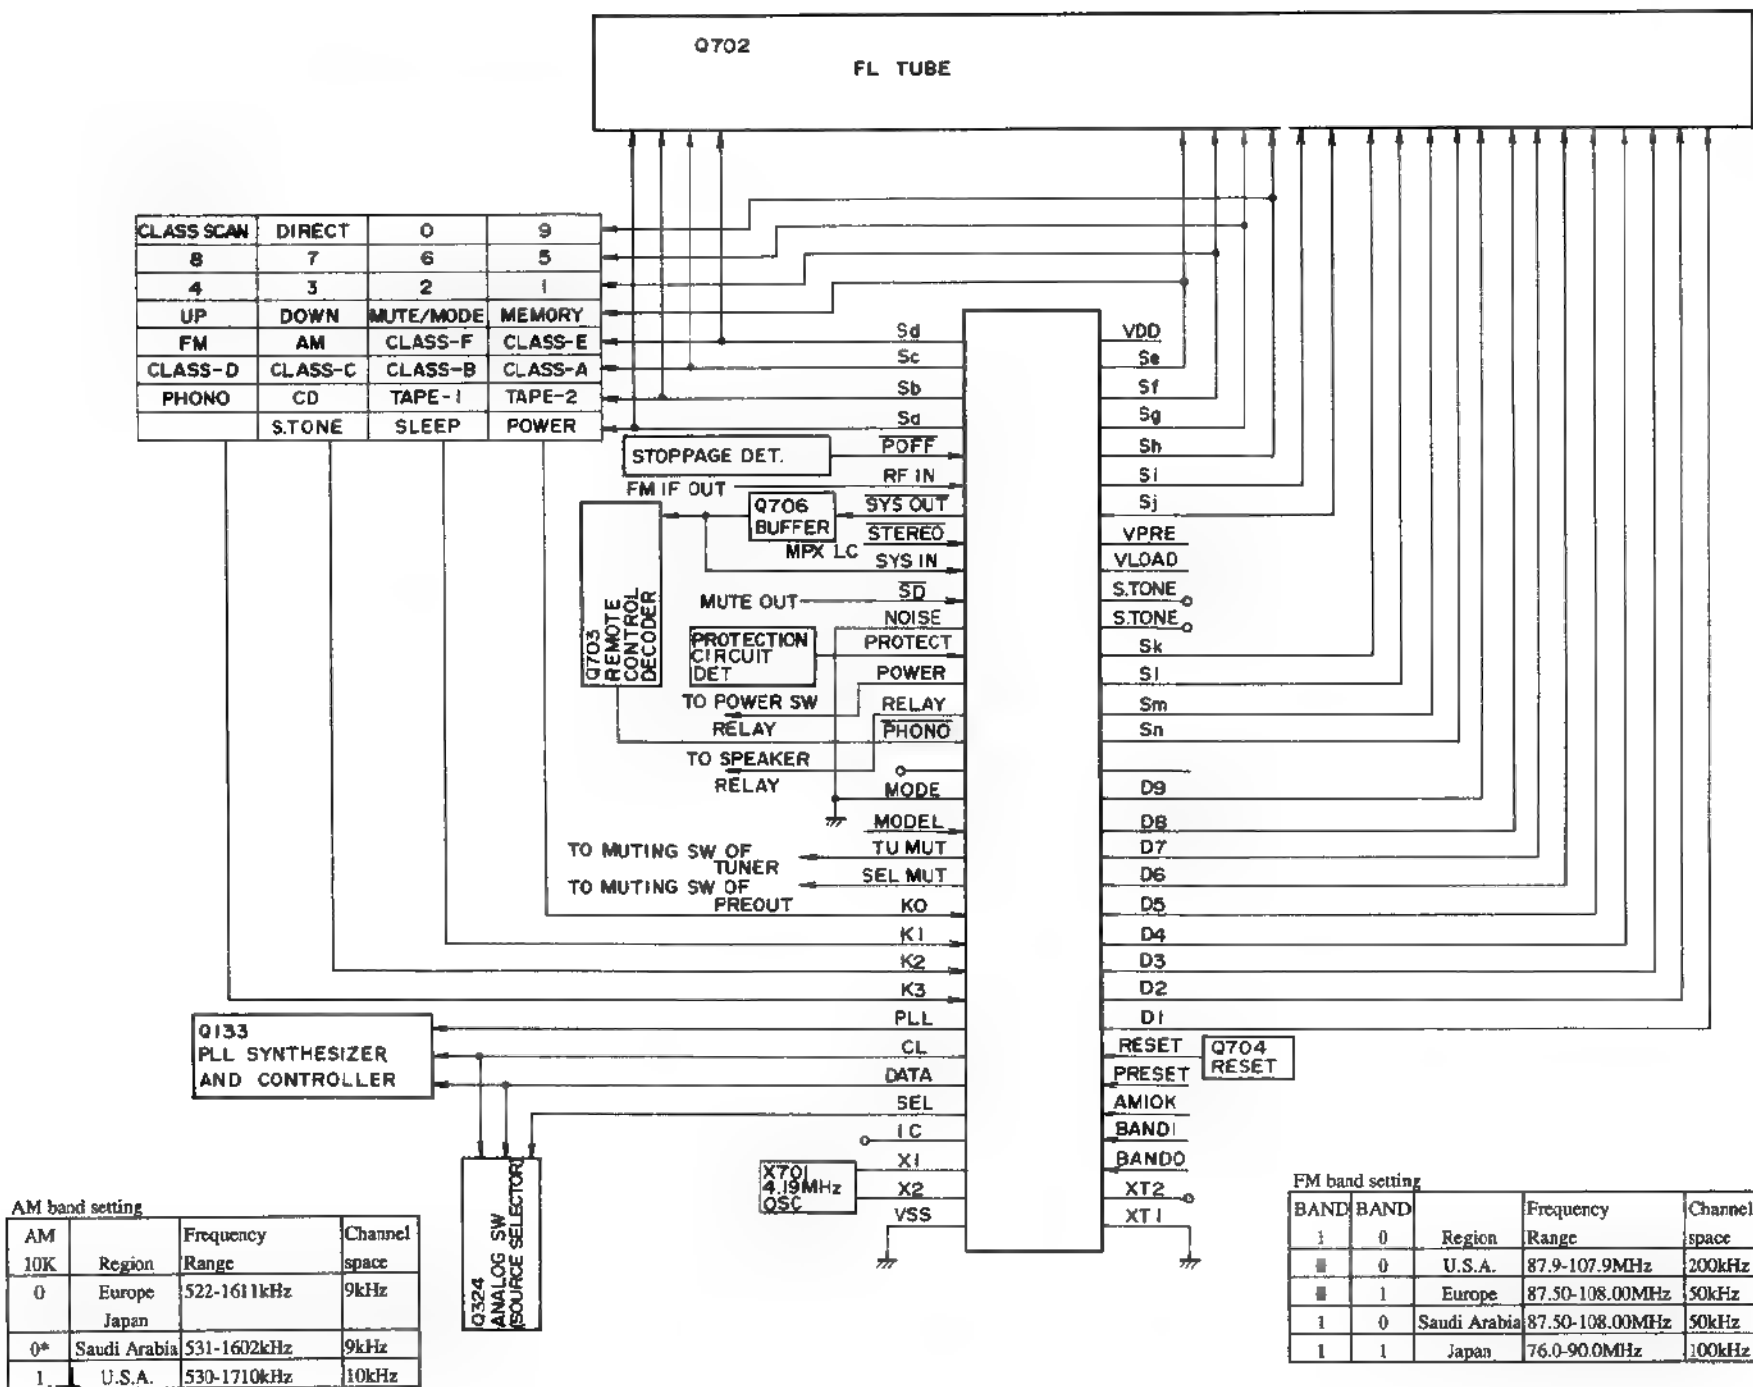 Q702
FL TUBE
CLASS SCAN DIRECT 0 9
8 7 6 5
4 3 2 1
UP DOWN MUTE/MODE MEMORY
FM AM CLASS-F CLASS-E
CLASS-D CLASS-C CLASS-B CLASS-A
PHONO CD TAPE-1 TAPE-2
S.TONE SLEEP POWER
Sd
Sc
Sb
Sa
POFF
RF IN
SYS OUT
STEREO
SYS IN
SD
NOISE
PROTECT
POWER
RELAY
PHONO
MODE
MODEL
TU MUT
SEL MUT
K0
K1
K2
K3
PLL
CL
DATA
SEL
IC
X1
X2
VSS
VDD
Se
Sf
Sg
Sh
Si
Sj
VPRE
VLOAD
S.TONE
S.TONE
Sk
Sl
Sm
Sn
D9
D8
D7
D6
D5
D4
D3
D2
D1
RESET
PRESET
AM10K
BAND1
BAND0
XT2
XT1
STOPPAGE DET.
FM IF OUT
Q706
BUFFER
MPX I.C
Q703
REMOTE
CONTROL
DECODER
MUTE OUT
PROTECTION
CIRCUIT
DET
TO POWER SW
RELAY
TO SPEAKER
RELAY
TO MUTING SW OF
TUNER
TO MUTING SW OF
PREOUT
Q133
PLL SYNTHESIZER
AND CONTROLLER
Q704
RESET
Q324
ANALOG SW
(SOURCE SELECTOR)
X701
4.19MHz
OSC
AM band setting
AM Frequency Channel
10K Region Range space
0 Europe 522-1611kHz 9kHz
Japan
0* Saudi Arabia 531-1602kHz 9kHz
1 U.S.A. 530-1710kHz 10kHz
FM band setting
BAND BAND Frequency Channel
1 0 Region Range space
0 U.S.A. 87.9-107.9MHz 200kHz
1 Europe 87.50-108.00MHz 50kHz
1 0 Saudi Arabia 87.50-108.00MHz 50kHz
1 1 Japan 76.0-90.0MHz 100kHz